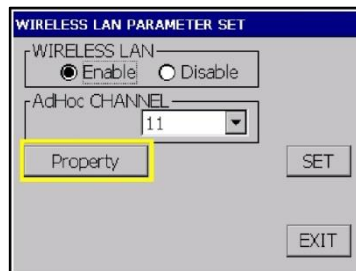 WIRELESS LAN PARAMETER SET
WIRELESS LAN
Enable Disable
AdHoc CHANNEL
11
Property SET
EXIT